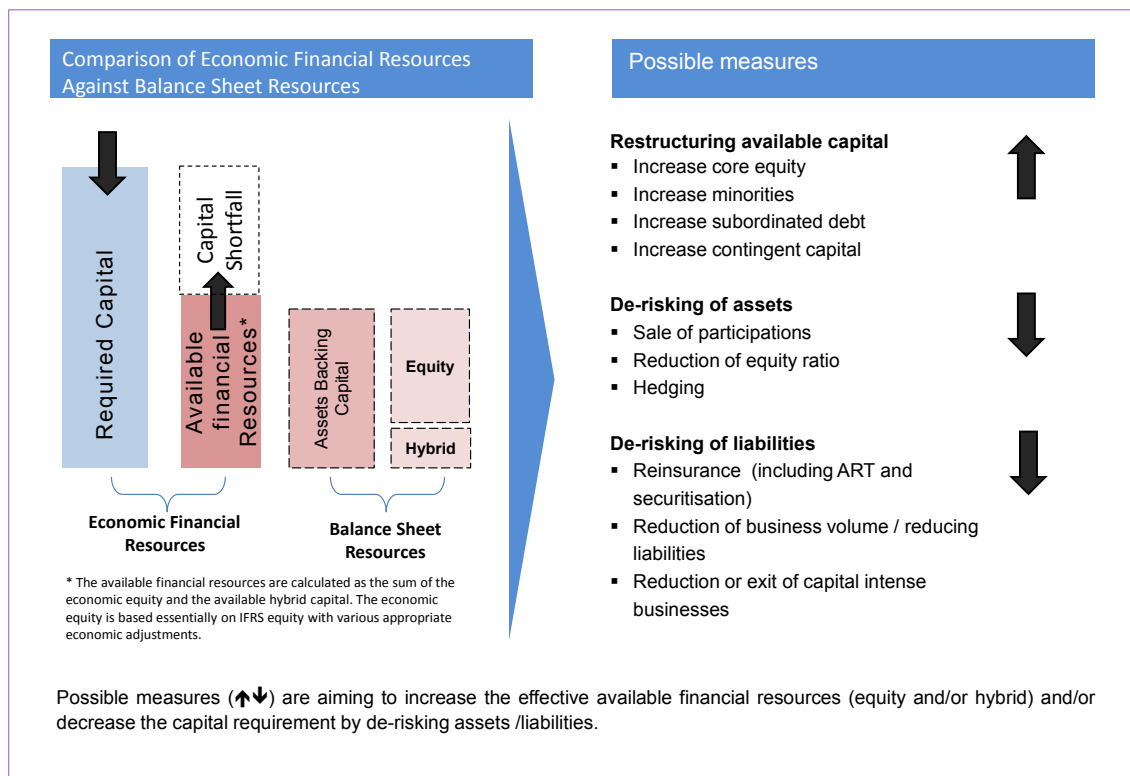 Comparison of Economic Financial Resources
Against Balance Sheet Resources
Required Capital
Capital
Shortfall
Available
financial
Resources*
Assets Backing
Capital
Equity
Hybrid
Economic Financial
Resources
Balance Sheet
Resources
* The available financial resources are calculated as the sum of the
economic equity and the available hybrid capital. The economic
equity is based essentially on IFRS equity with various appropriate
economic adjustments.
Possible measures
Restructuring available capital
▪ Increase core equity
▪ Increase minorities
▪ Increase subordinated debt
▪ Increase contingent capital
De-risking of assets
▪ Sale of participations
▪ Reduction of equity ratio
▪ Hedging
De-risking of liabilities
▪ Reinsurance (including ART and
securitisation)
▪ Reduction of business volume / reducing
liabilities
▪ Reduction or exit of capital intense
businesses
Possible measures (↑↓) are aiming to increase the effective available financial resources (equity and/or hybrid) and/or
decrease the capital requirement by de-risking assets /liabilities.